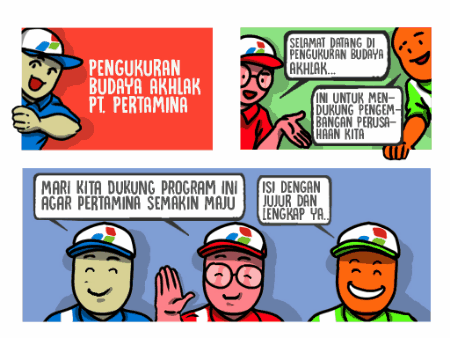 PENGUKURAN
BUDAYA AKHLAK
PT. PERTAMINA
SELAMAT DATANG DI
PENGUKURAN BUDAYA
AKHLAK...
INI UNTUK MEN-
DUKUNG PENGEM-
BANGAN PERUSA-
HAAN KITA
MARI KITA DUKUNG PROGRAM INI
AGAR PERTAMINA SEMAKIN MAJU
ISI DENGAN
JUJUR DAN
LENGKAP YA..